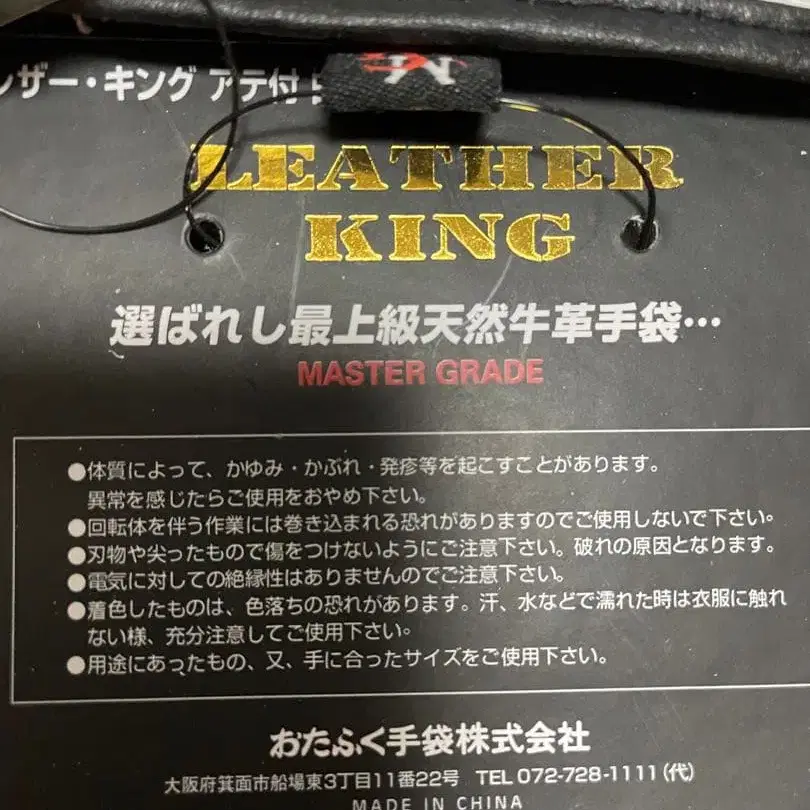 ザー・キング アテ付
LEATHER
KING
選ばれし最上級天然牛革手袋…
MASTER GRADE
●体質によって、かゆみ・かぶれ・発疹等を起こすことがあります。
異常を感じたらご使用をおやめ下さい。
●回転体を伴う作業には巻き込まれる恐れがありますのでご使用しないで下さい。
●刃物や尖ったもので傷をつけないようにご注意下さい。破れの原因となります。
●電気に対しての絶縁性はありませんのでご注意下さい。
●着色したものは、色落ちの恐れがあります。汗、水などで濡れた時は衣服に触れ
ない様、充分注意してご使用下さい。
●用途にあったもの、又、手に合ったサイズをご使用下さい。
おたふく手袋株式会社
大阪府箕面市船場東3丁目11番22号 TEL 072-728-1111(代)
MADE IN CHINA